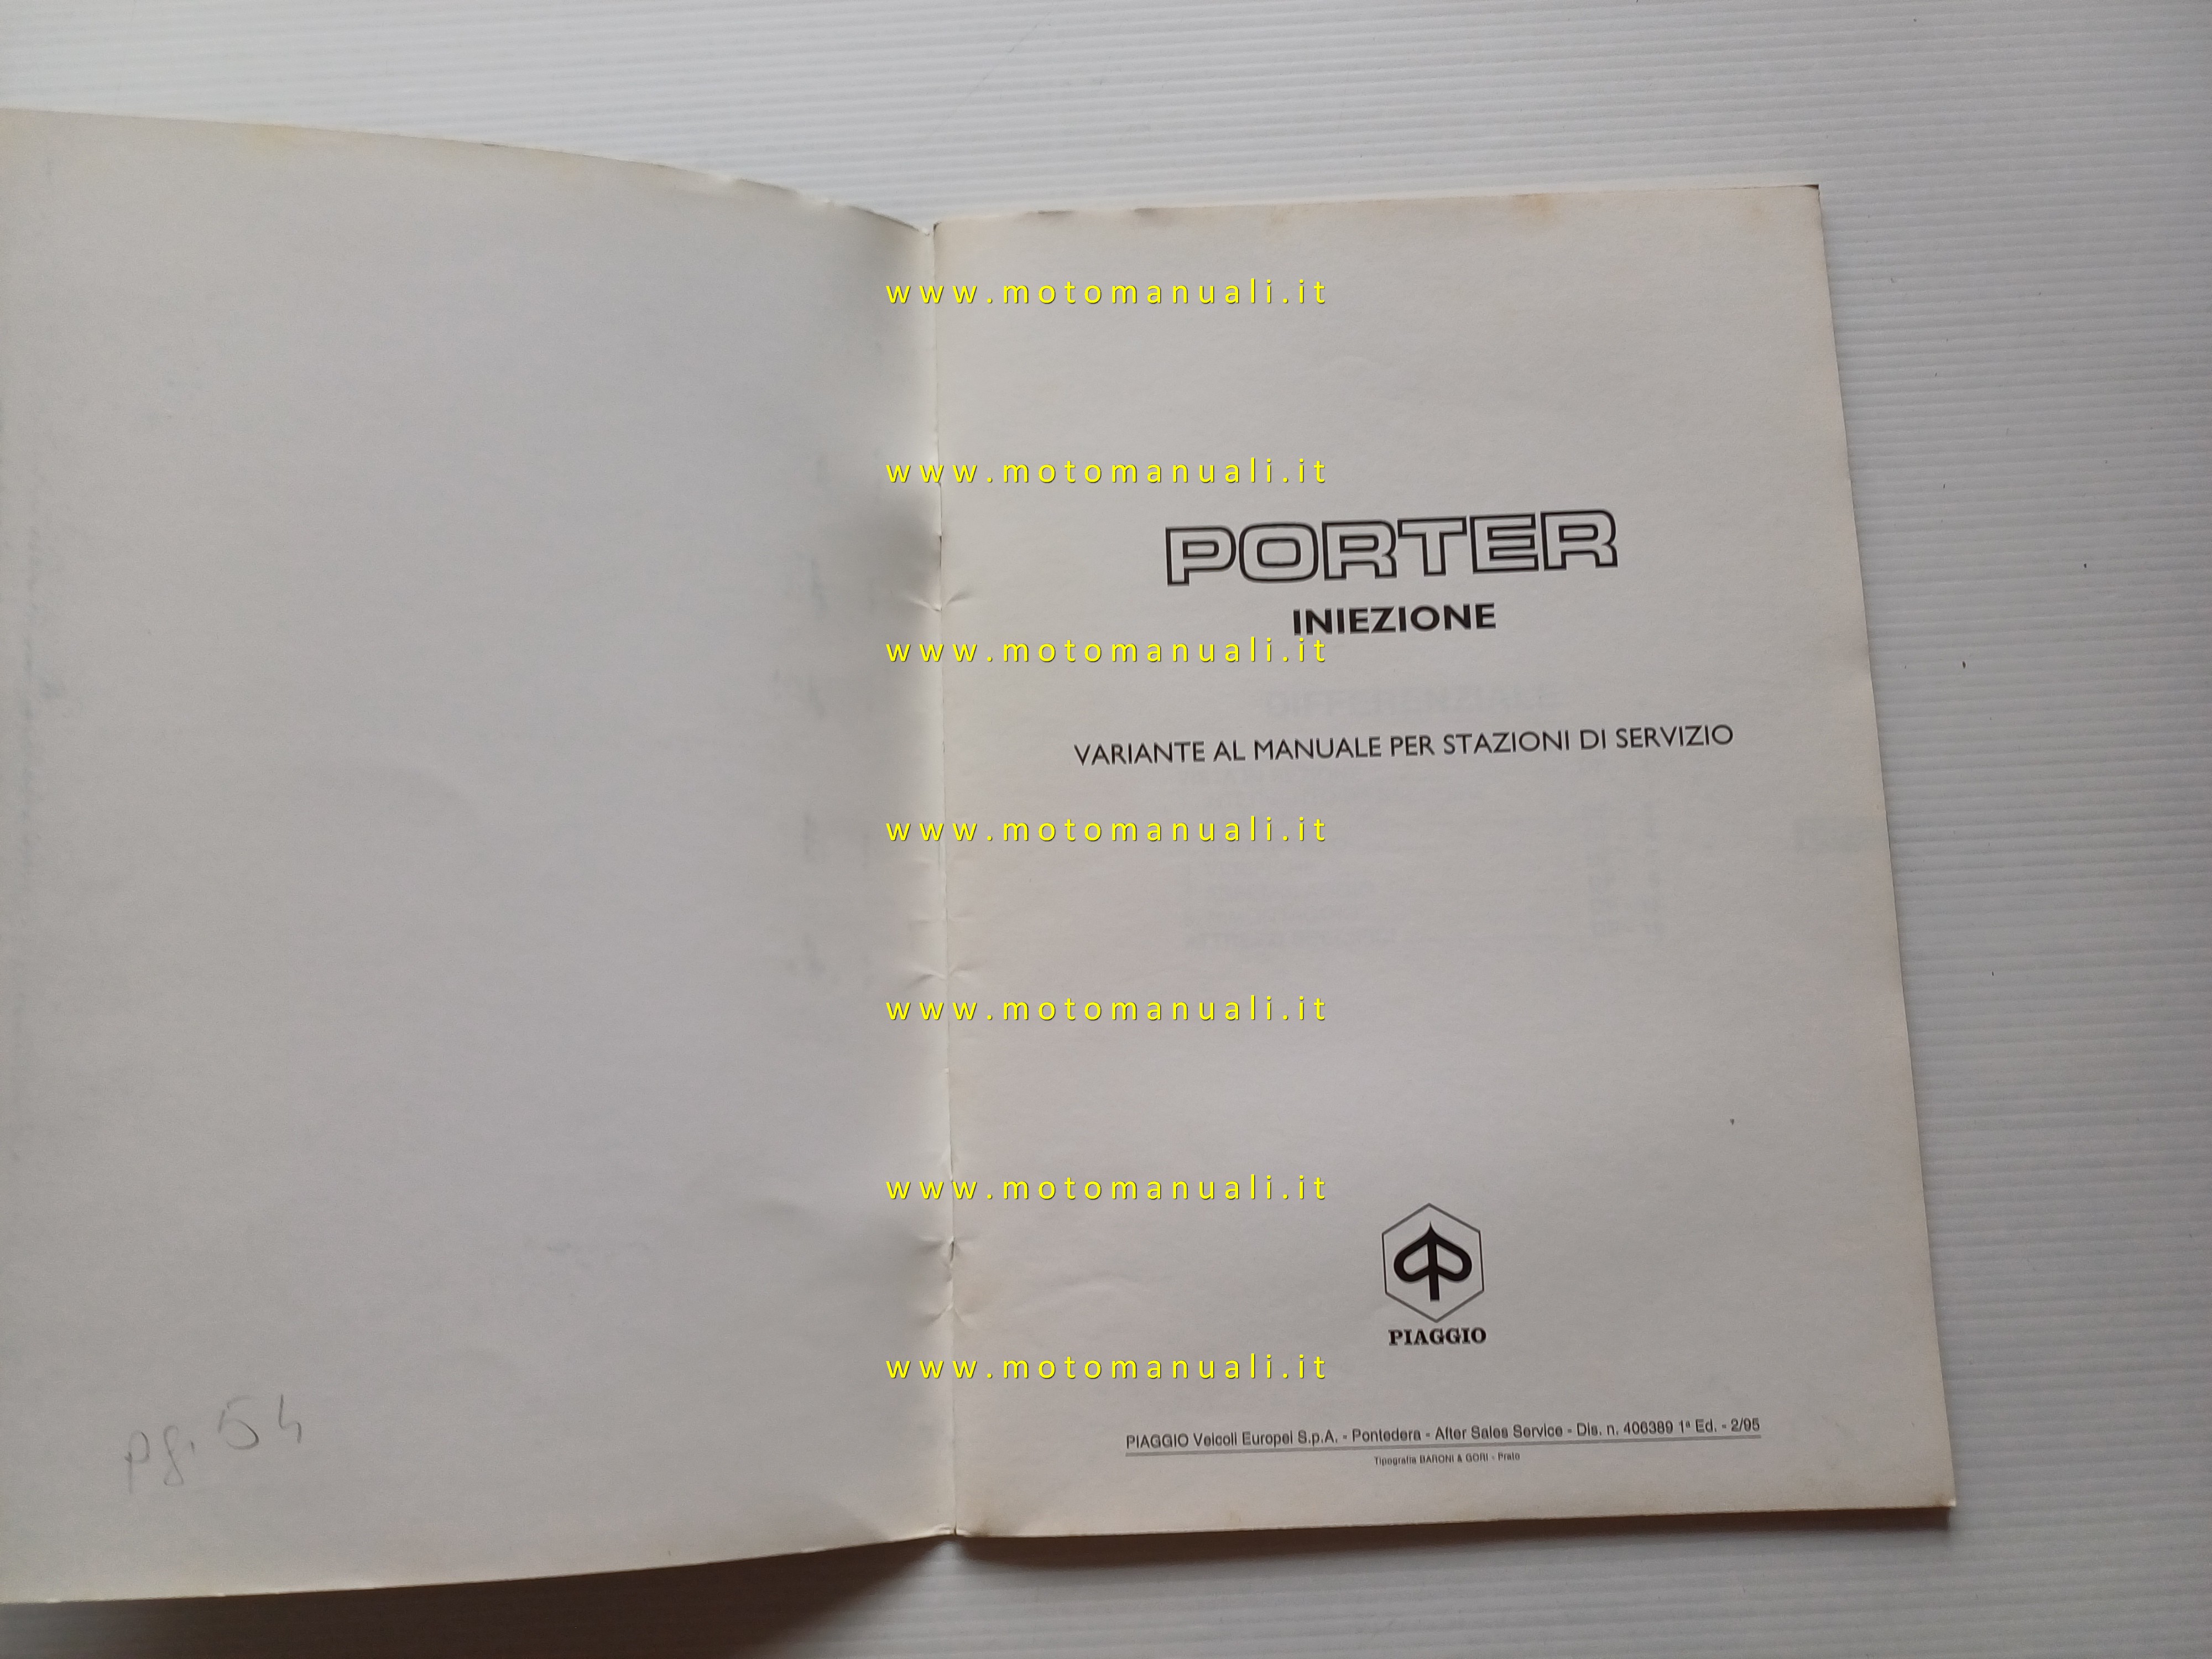 www.motomanuali.it
www.motomanuali.it
PORTER
INIEZIONE
www.motomanuali.it
DIFFERENZIALE
VARIANTE AL MANUALE PER STAZIONI DI SERVIZIO
www.motomanuali.it
www.motomanuali.it
www.motomanuali.it
PIAGGIO
www.motomanuali.it
pg. 54
PIAGGIO Veicoli Europei S.p.A. - Pontedera - After Sales Service - Dis. n. 406389 1ª Ed. - 2/95
Tipografia BARONI & GORI - Prato